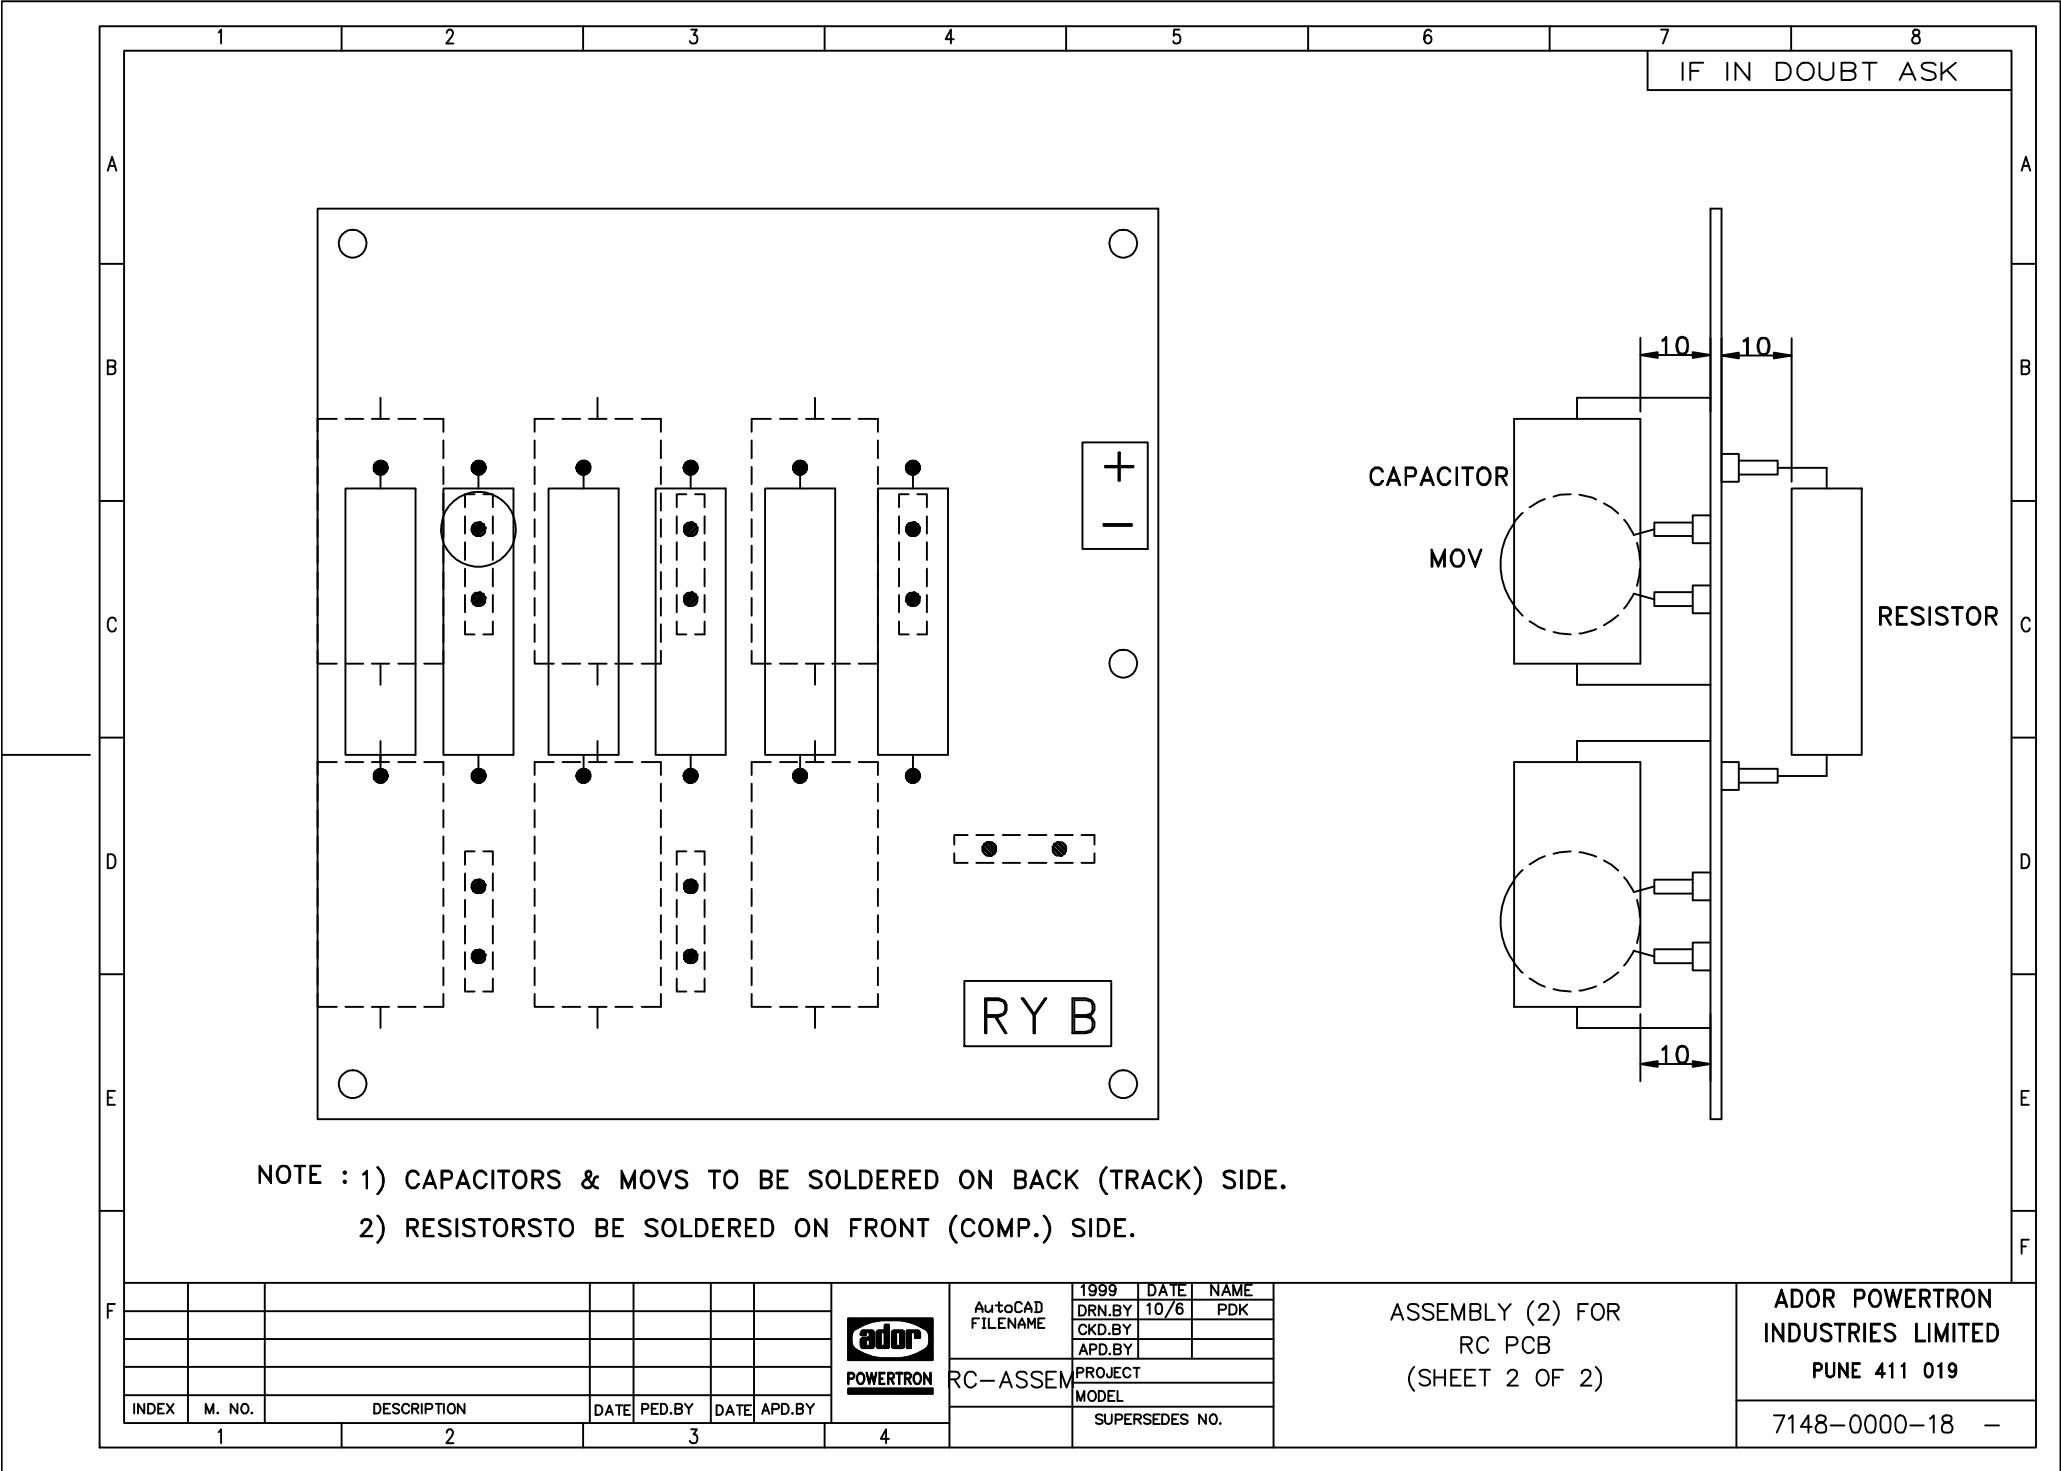 1 2 3 4 5 6 7 8
IF IN DOUBT ASK
A A
10 10
B B
+
CAPACITOR
−
MOV
RESISTOR
C C
D D
R Y B
10
E E
NOTE : 1) CAPACITORS & MOVS TO BE SOLDERED ON BACK (TRACK) SIDE.
2) RESISTORSTO BE SOLDERED ON FRONT (COMP.) SIDE.
F
F
INDEX M. NO. DESCRIPTION DATE PED.BY DATE APD.BY
ador
POWERTRON
AutoCAD
FILENAME
RC-ASSEM
1999 DATE NAME
DRN.BY 10/6 PDK
CKD.BY
APD.BY
PROJECT
MODEL
SUPERSEDES NO.
ASSEMBLY (2) FOR
RC PCB
(SHEET 2 OF 2)
ADOR POWERTRON
INDUSTRIES LIMITED
PUNE 411 019
7148-0000-18 -
1 2 3 4